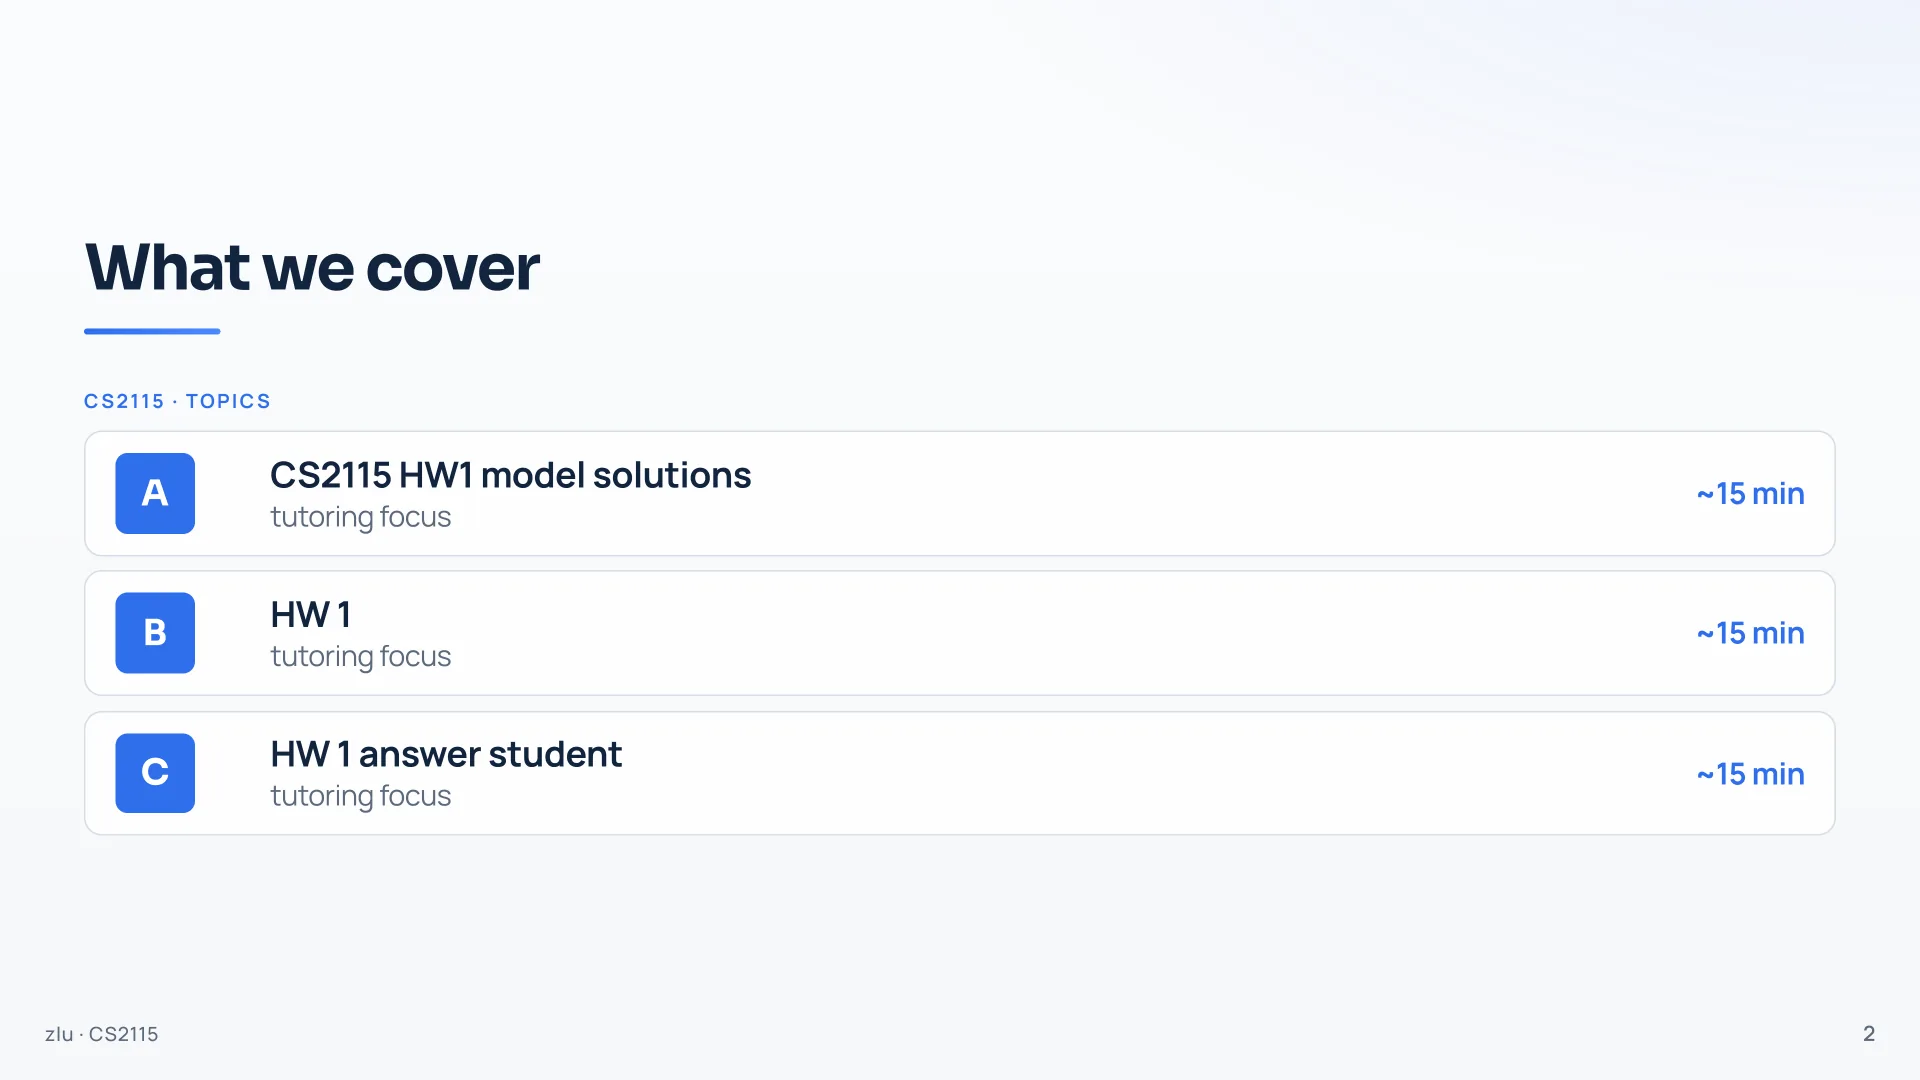 What we cover
CS2115 · TOPICS
A
CS2115 HW1 model solutions
tutoring focus
~15 min
B
HW 1
tutoring focus
~15 min
C
HW 1 answer student
tutoring focus
~15 min
zlu · CS2115
2